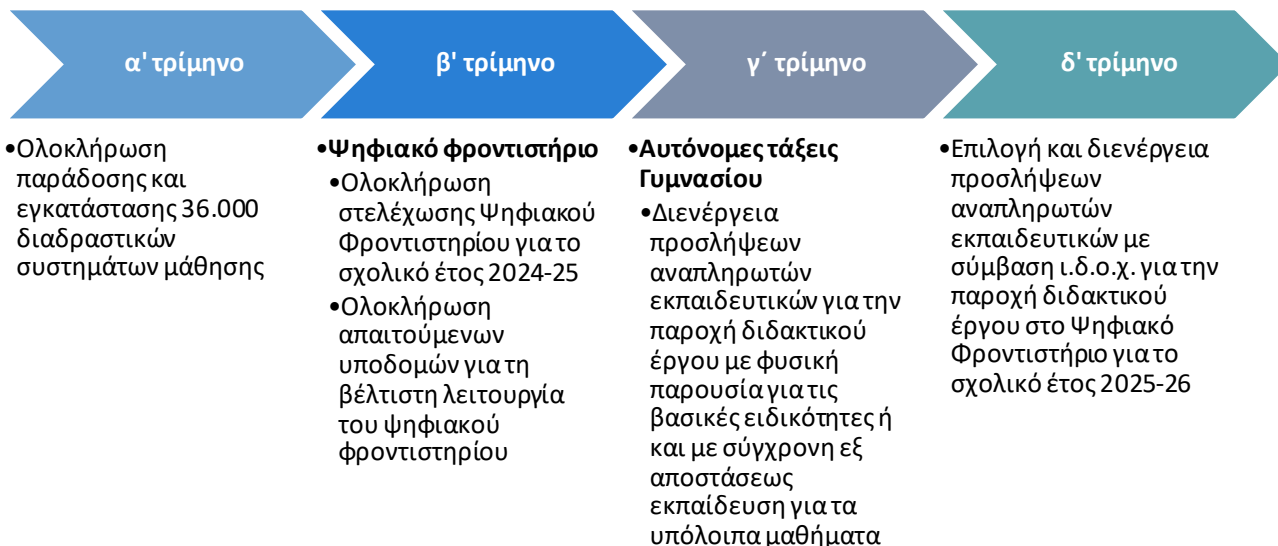 α' τρίμηνο
β' τρίμηνο
γ΄ τρίμηνο
δ' τρίμηνο
•Ολοκλήρωση
παράδοσης και
εγκατάστασης 36.000
διαδραστικών
συστημάτων μάθησης
•Ψηφιακό φροντιστήριο
•Ολοκλήρωση
στελέχωσης Ψηφιακού
Φροντιστηρίου για το
σχολικό έτος 2024-25
•Ολοκλήρωση
απαιτούμενων
υποδομών για τη
βέλτιστη λειτουργία
του ψηφιακού
φροντιστηρίου
•Αυτόνομες τάξεις
Γυμνασίου
•Διενέργεια
προσλήψεων
αναπληρωτών
εκπαιδευτικών για την
παροχή διδακτικού
έργου με φυσική
παρουσία για τις
βασικές ειδικότητες ή
και με σύγχρονη εξ
αποστάσεως
εκπαίδευση για τα
υπόλοιπα μαθήματα
•Επιλογή και διενέργεια
προσλήψεων
αναπληρωτών
εκπαιδευτικών με
σύμβαση ι.δ.ο.χ. για την
παροχή διδακτικού
έργου στο Ψηφιακό
Φροντιστήριο για το
σχολικό έτος 2025-26